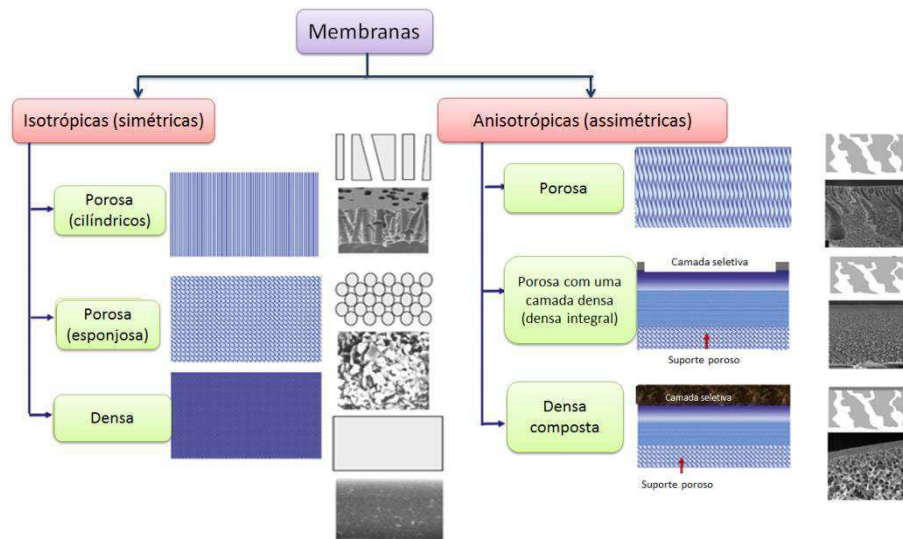 Membranas
Isotrópicas (simétricas)
Porosa
(cilíndricos)
Porosa
(esponjosa)
Densa
Anisotrópicas (assimétricas)
Porosa
Porosa com uma
camada densa
(densa integral)
Camada seletiva
Suporte poroso
Densa
composta
Camada seletiva
Suporte poroso